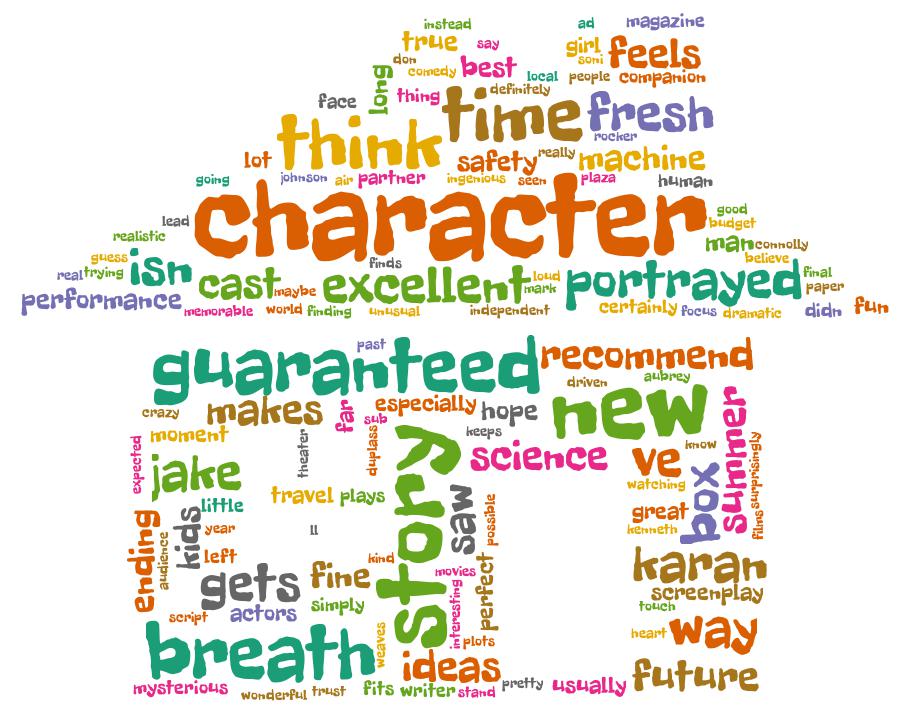 instead ad magazine
true say girl soni feels
don comedy best local people companion
long thing definitely
face time fresh
think rocker
lot safety really machine
going johnson air partner ingenious seen plaza human
character
lead good budget
realistic man connolly
guess isn finds believe
real trying cast maybe excellent loud mark portrayed final paper
performance memorable world finding unusual independent certainly focus dramatic didn fun
guaranteed past recommend
driven aubrey
crazy makes far sub especially hope new summer
moment theater duplass keeps know surprisingly
expected jake story science ve box
little travel plays saw possible watching films
ending kids year ll great
audience left kind kenneth
gets fine movies perfect karan
actors simply interesting screenplay
script touch
breath weaves plots heart way
ideas
mysterious wonderful trust fits writer stand pretty usually future